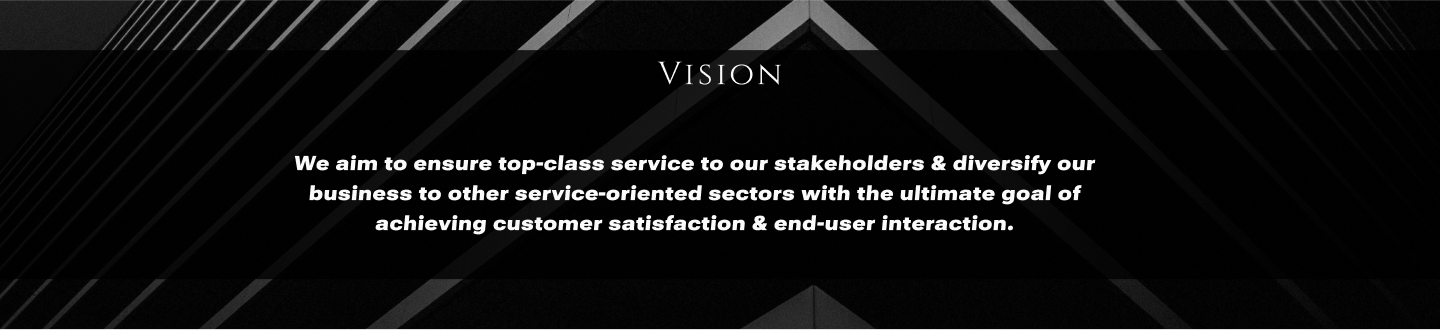 Vision
We aim to ensure top-class service to our stakeholders & diversify our
business to other service-oriented sectors with the ultimate goal of
achieving customer satisfaction & end-user interaction.